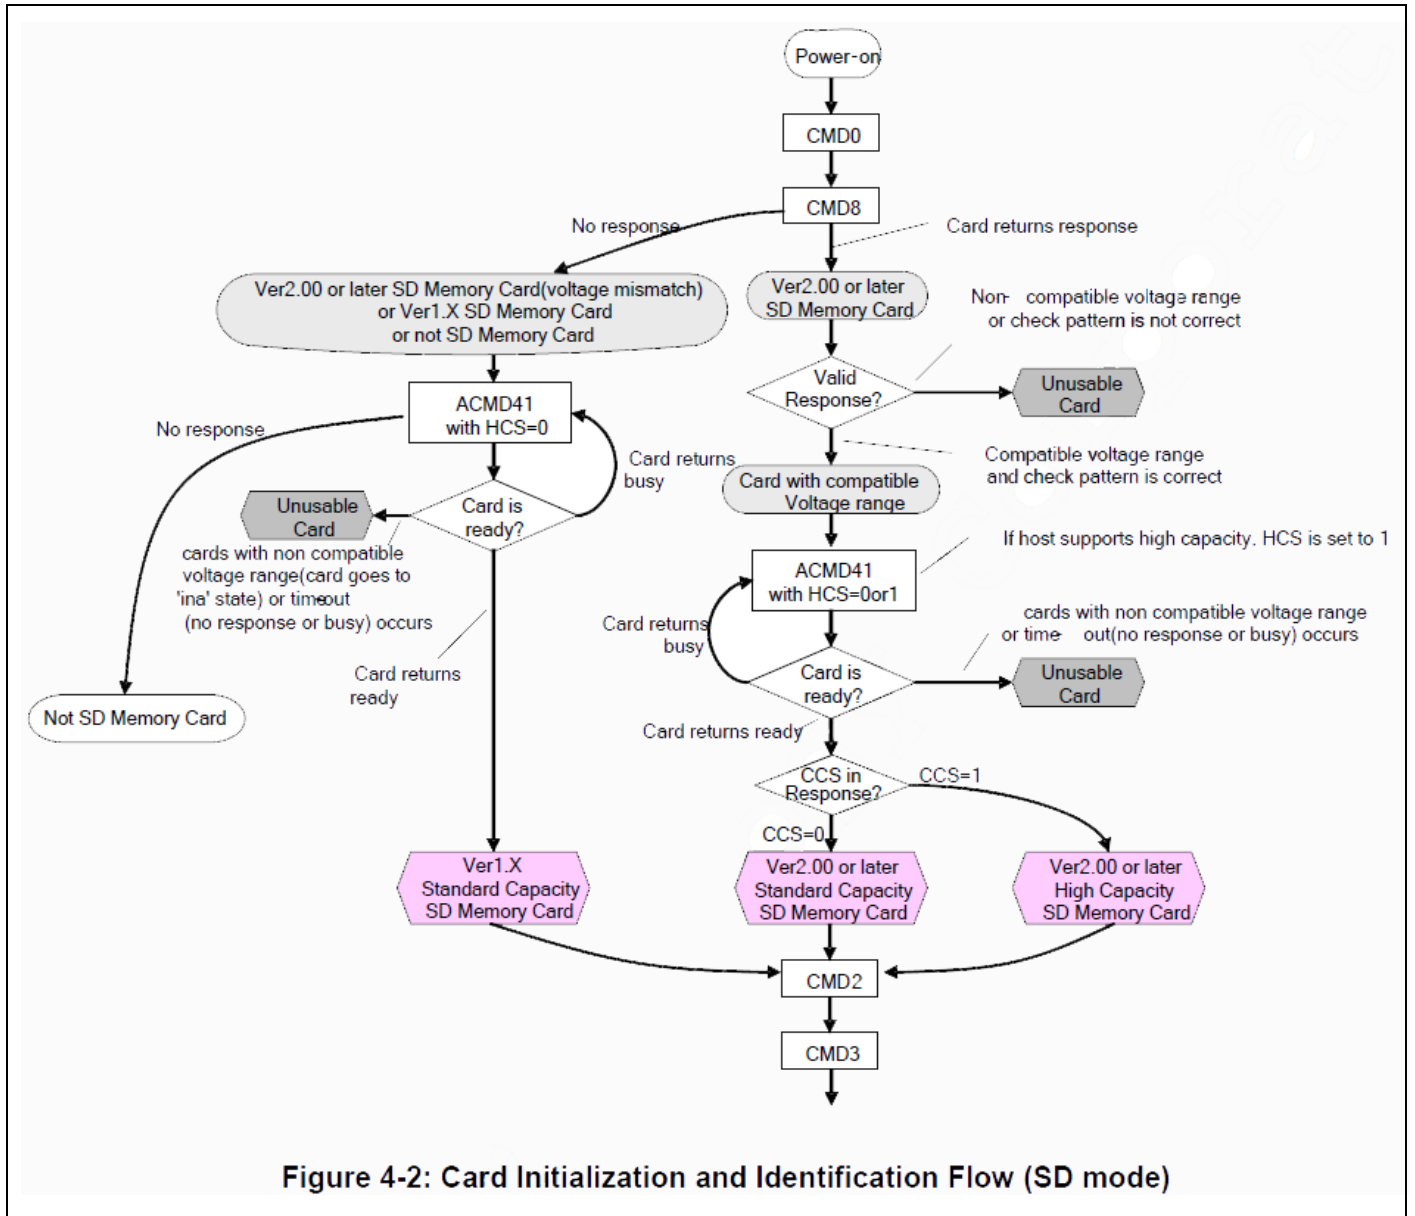 Power-on
CMD0
CMD8
No response
Card returns response
Ver2.00 or later SD Memory Card(voltage mismatch)
or Ver1.X SD Memory Card
or not SD Memory Card
Ver2.00 or later
SD Memory Card
Non- compatible voltage range
or check pattern is not correct
Valid
Response?
Unusable
Card
ACMD41
with HCS=0
No response
Card returns
busy
Compatible voltage range
and check pattern is correct
Card with compatible
Voltage range
Unusable
Card
Card is
ready?
cards with non compatible
voltage range(card goes to
'ina' state) or time-out
(no response or busy) occurs
If host supports high capacity, HCS is set to 1
ACMD41
with HCS=0or1
Card returns
busy
cards with non compatible voltage range
or time- out(no response or busy) occurs
Card returns
ready
Card is
ready?
Unusable
Card
Not SD Memory Card
Card returns ready
CCS in
Response?
CCS=1
CCS=0
Ver1.X
Standard Capacity
SD Memory Card
Ver2.00 or later
Standard Capacity
SD Memory Card
Ver2.00 or later
High Capacity
SD Memory Card
CMD2
CMD3
Figure 4-2: Card Initialization and Identification Flow (SD mode)